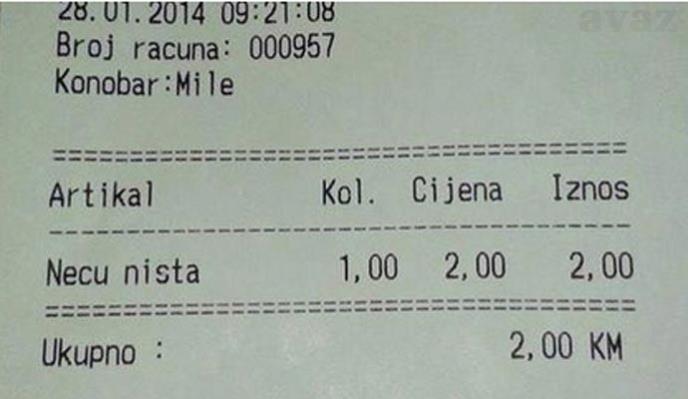 28.01.2014 09:21:08
Broj racuna: 000957
Konobar:Mile
==========================================
Artikal Kol. Cijena Iznos
------------------------------------------
Necu nista 1,00 2,00 2,00
==========================================
Ukupno : 2,00 KM
avaz